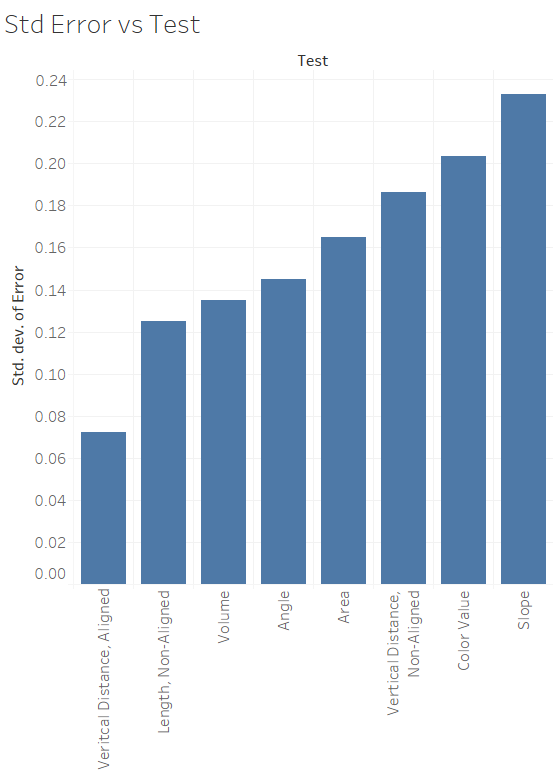 Std Error vs Test
Test
Std. dev. of Error
0.24
0.22
0.20
0.18
0.16
0.14
0.12
0.10
0.08
0.06
0.04
0.02
0.00
Veritcal Distance, Aligned
Length, Non-Aligned
Volume
Angle
Area
Vertical Distance,
Non-Aligned
Color Value
Slope